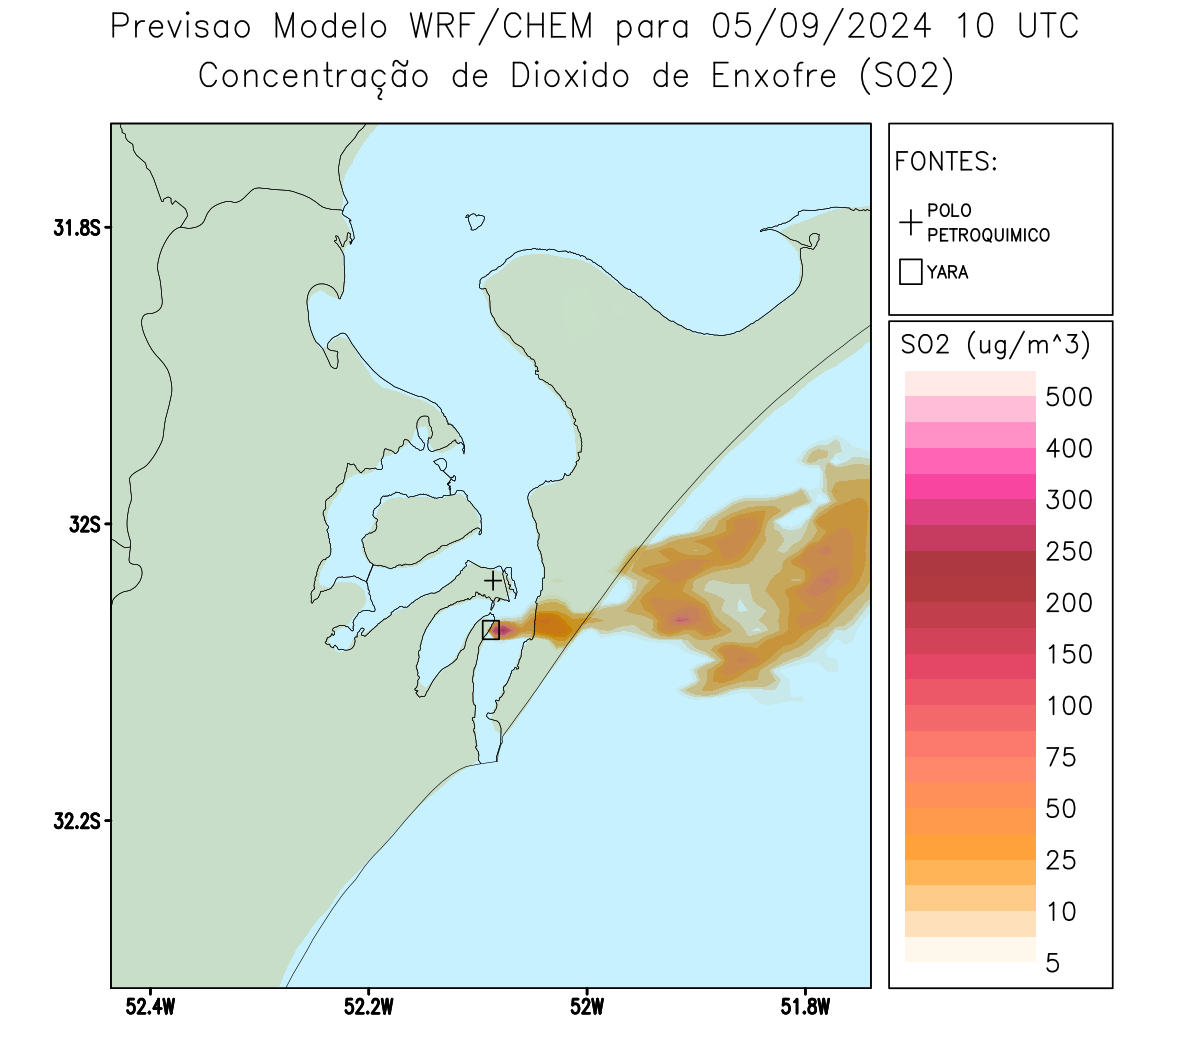 Previsao Modelo WRF/CHEM para 05/09/2024 10 UTC
Concentração de Dioxido de Enxofre (SO2)
FONTES:
POLO
PETROQUIMICO
YARA
31.8S
32S
32.2S
52.4W
52.2W
52W
51.8W
SO2 (ug/m^3)
500
400
300
250
200
150
100
75
50
25
10
5